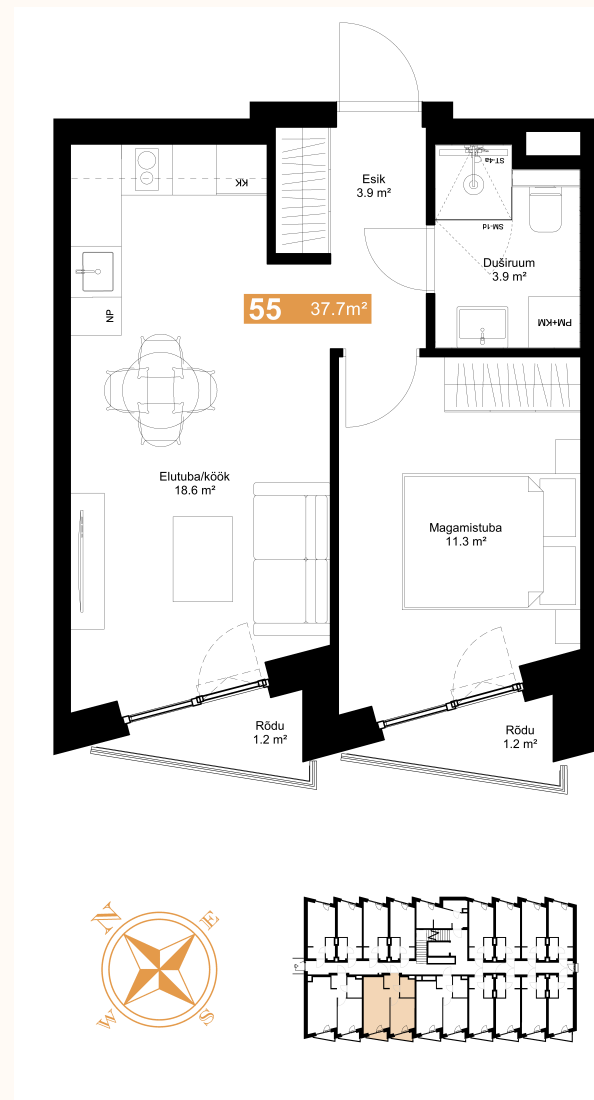 Esik
3.9 m²
ST-4a
KK
SM-1d
Duširuum
3.9 m²
55 37.7m²
NP
PM+KM
Elutuba/köök
18.6 m²
Magamistuba
11.3 m²
Rõdu
1.2 m²
Rõdu
1.2 m²
N
E
W
S